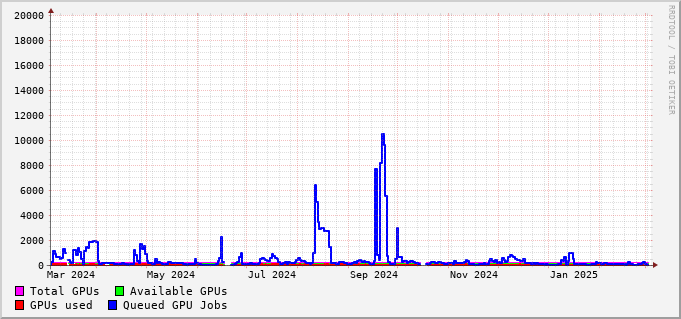 20000
18000
16000
14000
12000
10000
8000
6000
4000
2000
0
Mar 2024 May 2024 Jul 2024 Sep 2024 Nov 2024 Jan 2025
Total GPUs Available GPUs
GPUs used Queued GPU Jobs
RRDTOOL / TOBI OETIKER